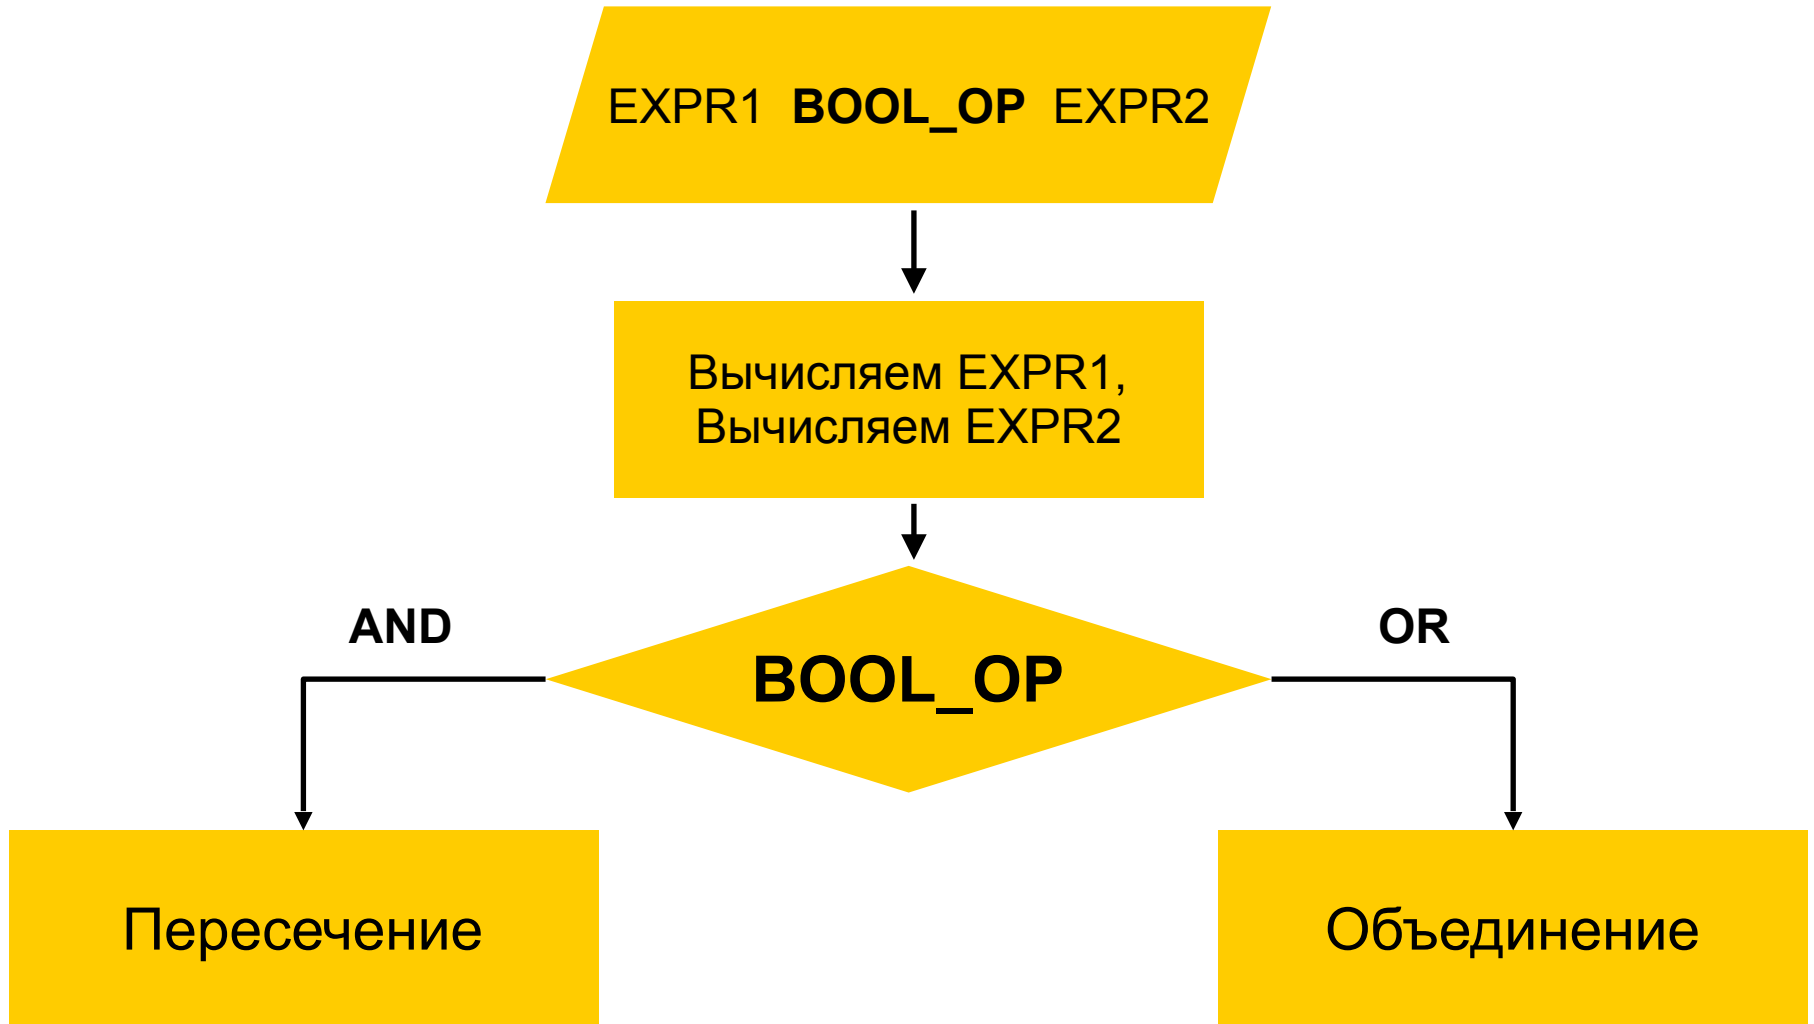 EXPR1 BOOL_OP EXPR2
Вычисляем EXPR1,
Вычисляем EXPR2
AND
OR
BOOL_OP
Пересечение
Объединение